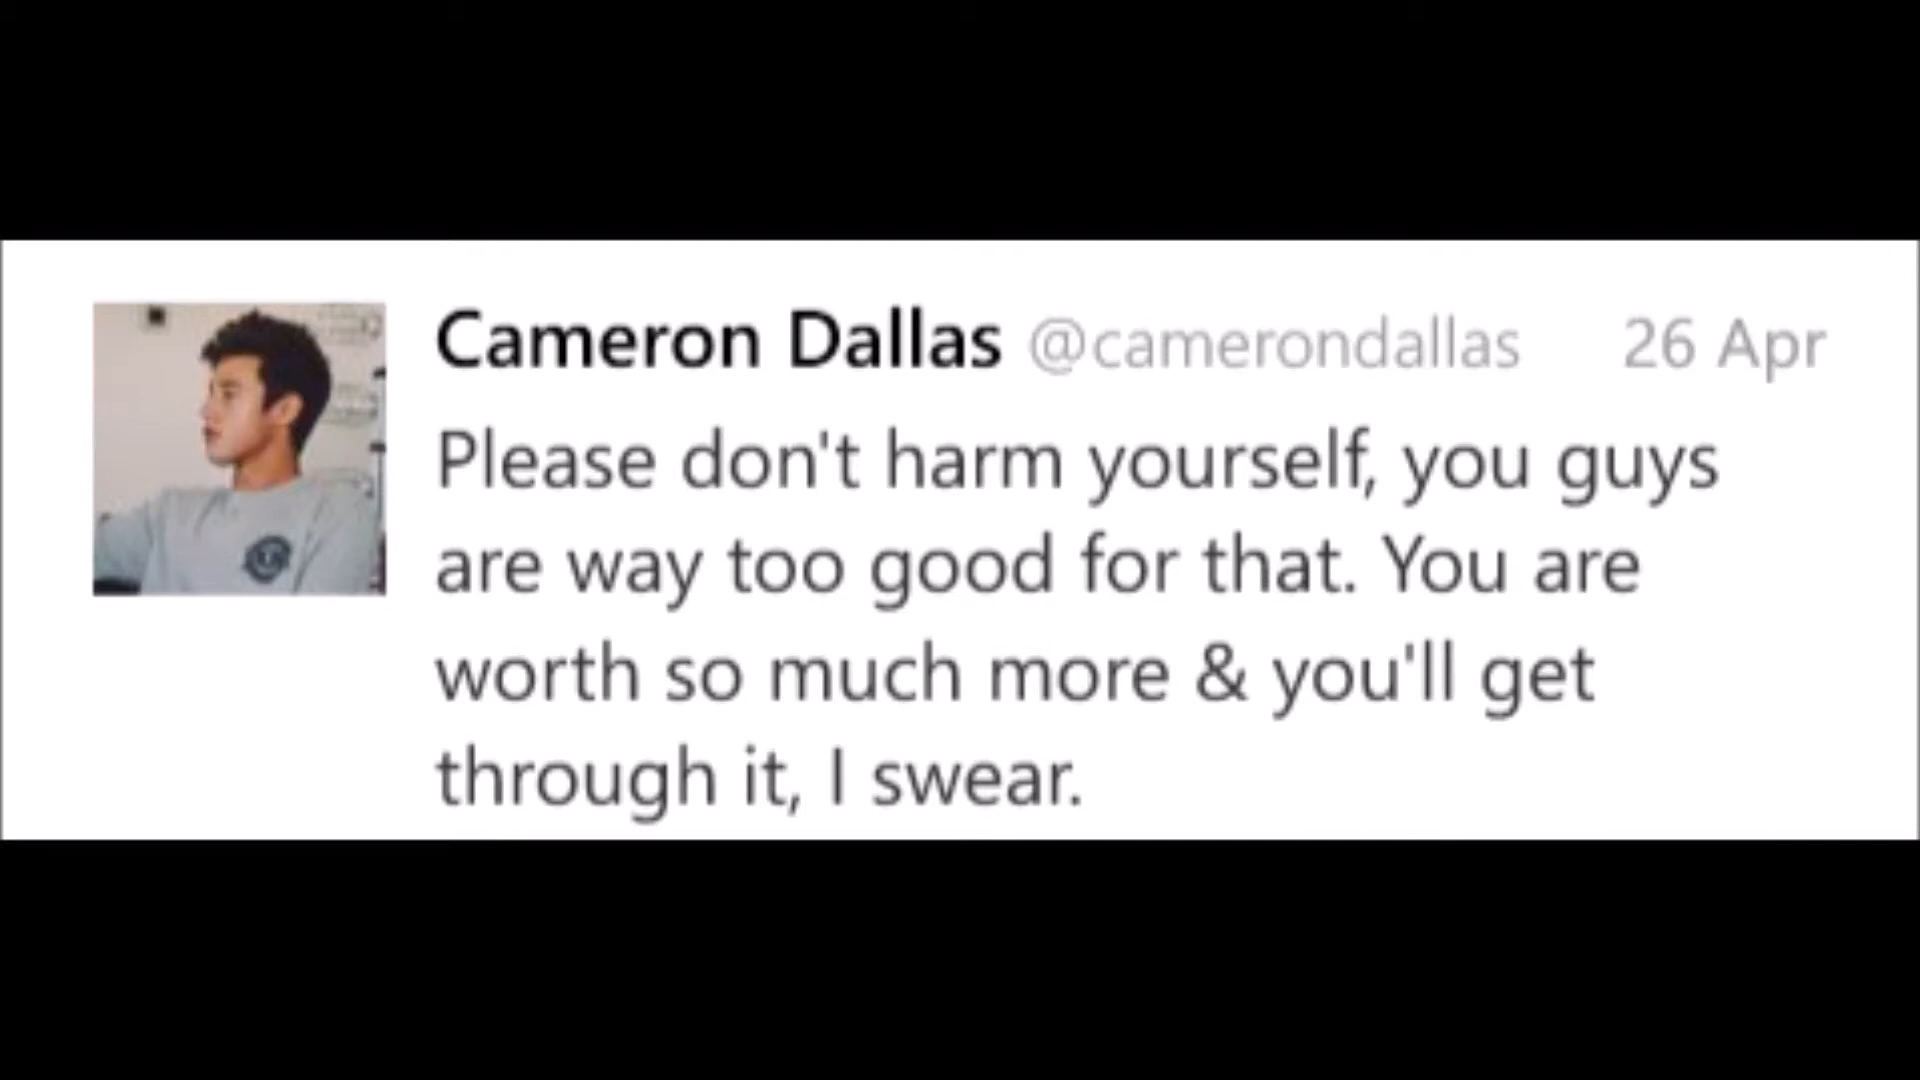 Cameron Dallas @camerondallas 26 Apr
Please don't harm yourself, you guys
are way too good for that. You are
worth so much more & you'll get
through it, I swear.